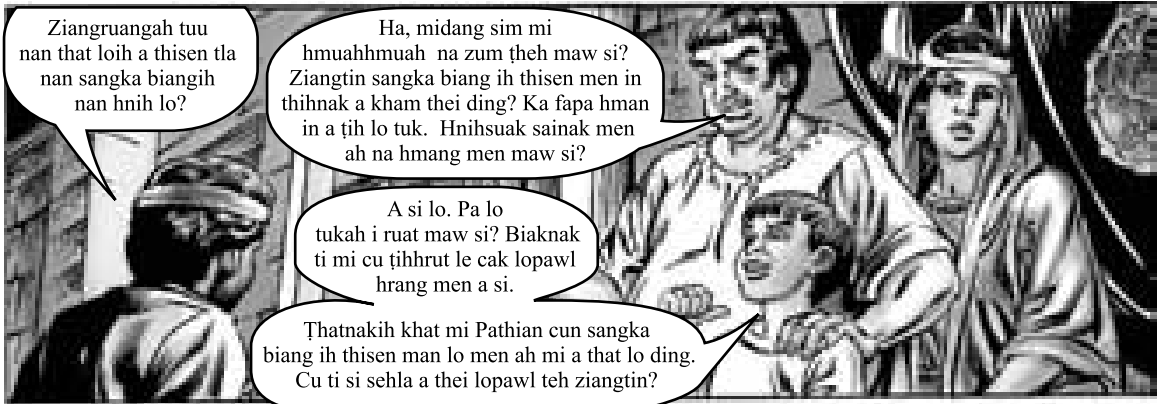 Ziangruangah tuu
nan that loih a thisen tla
nan sangka biangih
nan hnih lo?
Ha, midang sim mi
hmuahhmuah na zum ṭheh maw si?
Ziangtin sangka biang ih thisen men in
thihnak a kham thei ding? Ka fapa hman
in a ṭih lo tuk. Hnihsuak sainak men
ah na hmang men maw si?
A si lo. Pa lo
tukah i ruat maw si? Biaknak
ti mi cu ṭihhrut le cak lopawl
hrang men a si.
Ṭhatnakih khat mi Pathian cun sangka
biang ih thisen man lo men ah mi a that lo ding.
Cu ti si sehla a thei lopawl teh ziangtin?